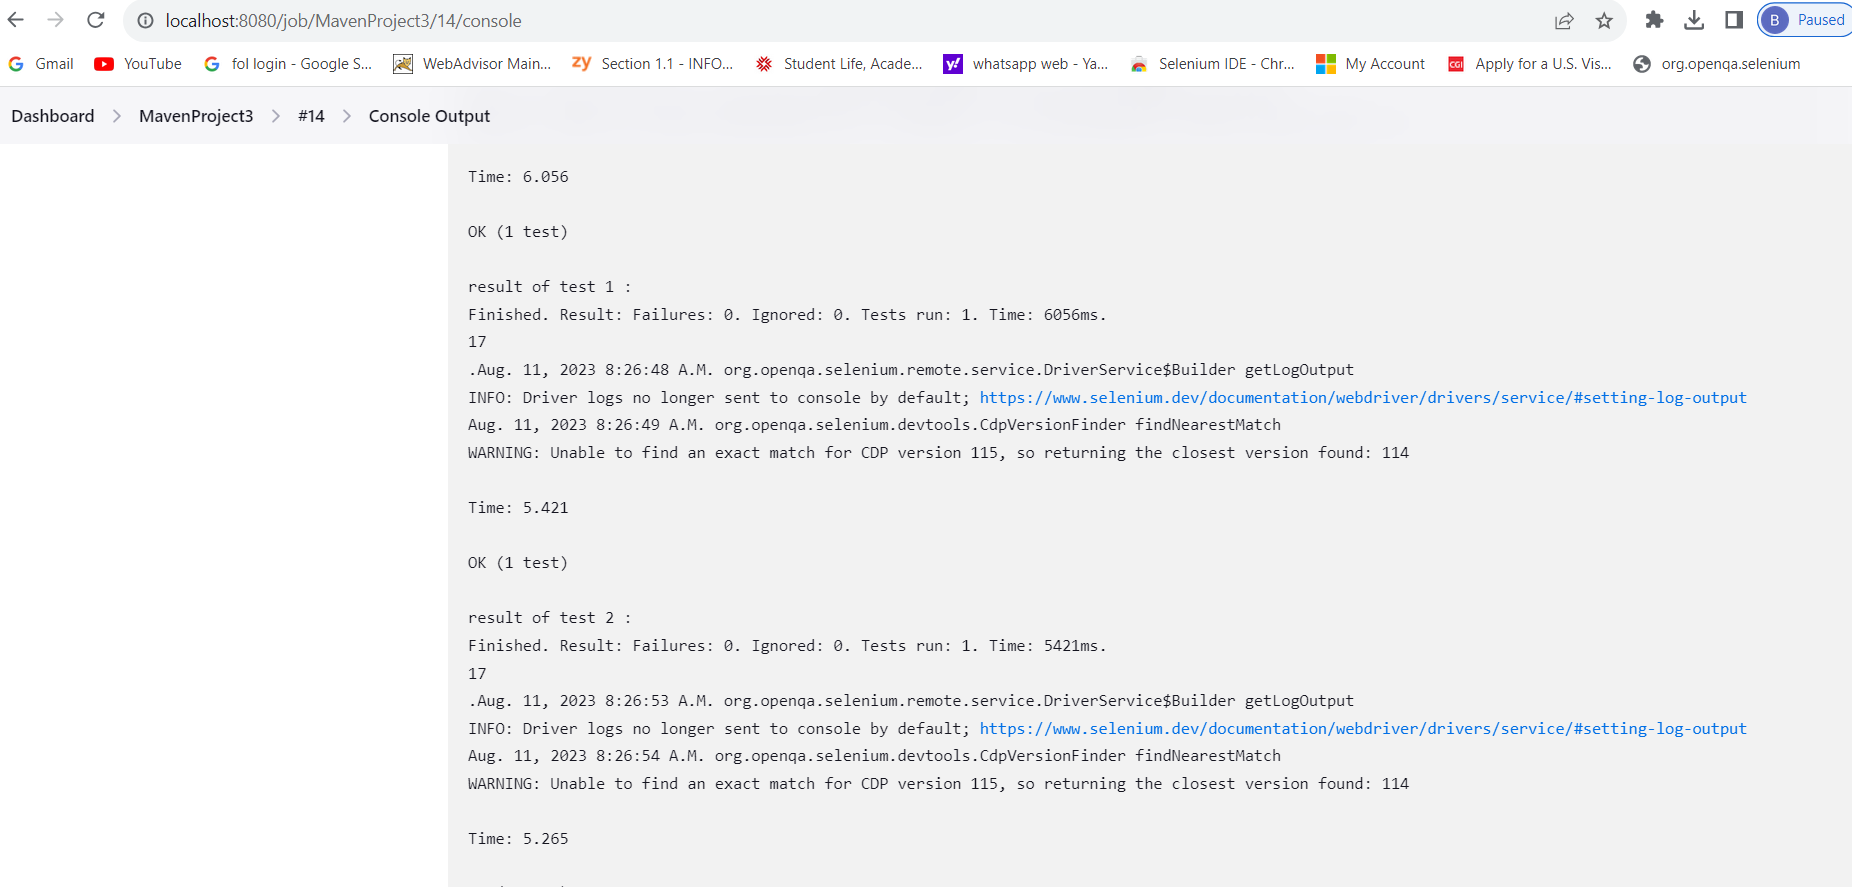 localhost:8080/job/MavenProject3/14/console
B Paused
Gmail YouTube fol login - Google S... WebAdvisor Main... zy Section 1.1 - INFO... Student Life, Acade... y! whatsapp web - Ya... Selenium IDE - Chr... My Account CGI Apply for a U.S. Vis... org.openqa.selenium
Dashboard > MavenProject3 > #14 > Console Output
Time: 6.056
OK (1 test)
result of test 1 :
Finished. Result: Failures: 0. Ignored: 0. Tests run: 1. Time: 6056ms.
17
.Aug. 11, 2023 8:26:48 A.M. org.openqa.selenium.remote.service.DriverService$Builder getLogOutput
INFO: Driver logs no longer sent to console by default; https://www.selenium.dev/documentation/webdriver/drivers/service/#setting-log-output
Aug. 11, 2023 8:26:49 A.M. org.openqa.selenium.devtools.CdpVersionFinder findNearestMatch
WARNING: Unable to find an exact match for CDP version 115, so returning the closest version found: 114
Time: 5.421
OK (1 test)
result of test 2 :
Finished. Result: Failures: 0. Ignored: 0. Tests run: 1. Time: 5421ms.
17
.Aug. 11, 2023 8:26:53 A.M. org.openqa.selenium.remote.service.DriverService$Builder getLogOutput
INFO: Driver logs no longer sent to console by default; https://www.selenium.dev/documentation/webdriver/drivers/service/#setting-log-output
Aug. 11, 2023 8:26:54 A.M. org.openqa.selenium.devtools.CdpVersionFinder findNearestMatch
WARNING: Unable to find an exact match for CDP version 115, so returning the closest version found: 114
Time: 5.265